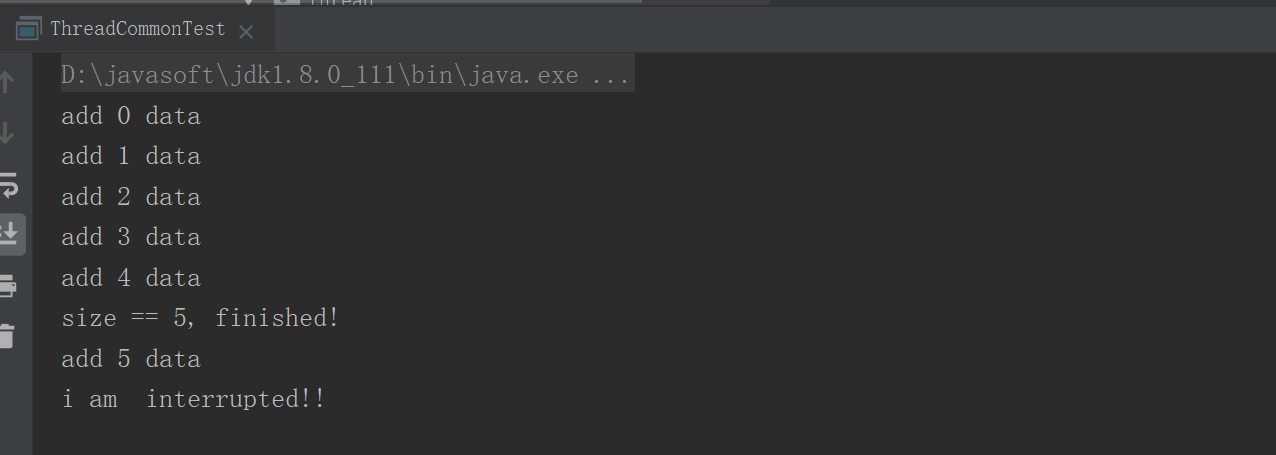 Thread
ThreadCommonTest
D:\javasoft\jdk1.8.0_111\bin\java.exe ...
add 0 data
add 1 data
add 2 data
add 3 data
add 4 data
size == 5, finished!
add 5 data
i am  interrupted!!